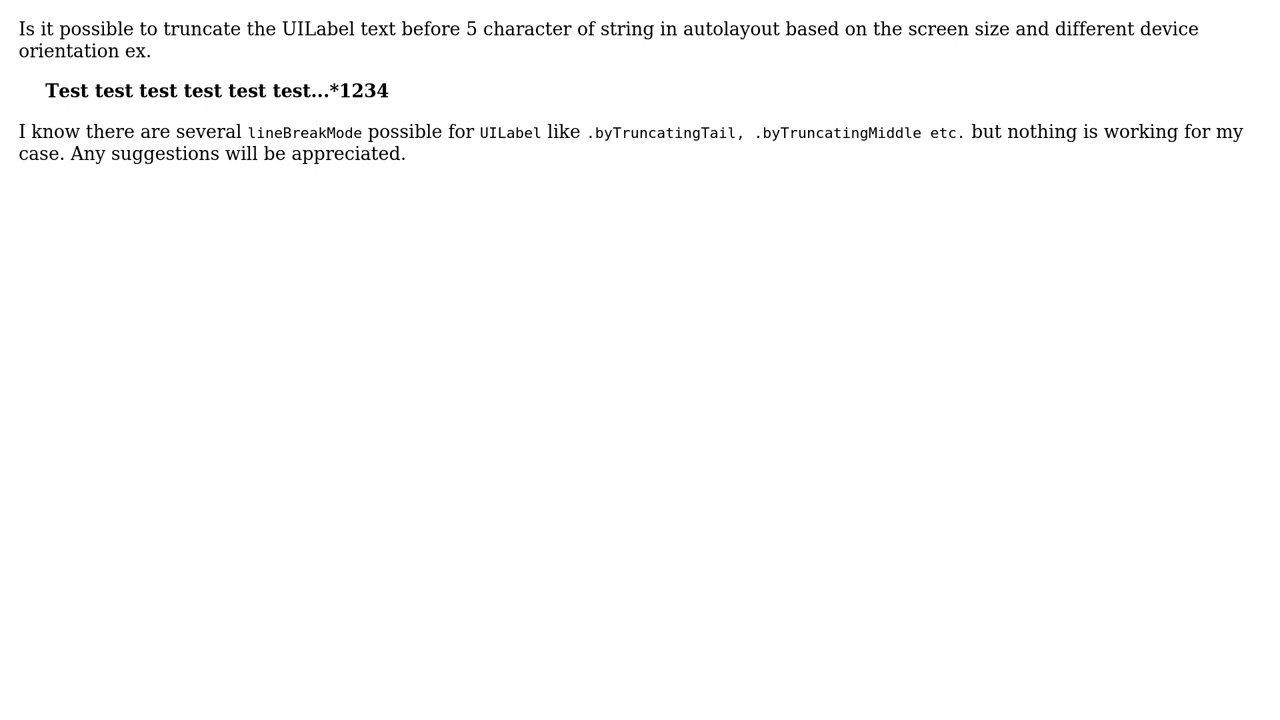 Is it possible to truncate the UILabel text before 5 character of string in autolayout based on the screen size and different device
orientation ex.
Test test test test test test...*1234
I know there are several lineBreakMode possible for UILabel like .byTruncatingTail, .byTruncatingMiddle etc. but nothing is working for my
case. Any suggestions will be appreciated.